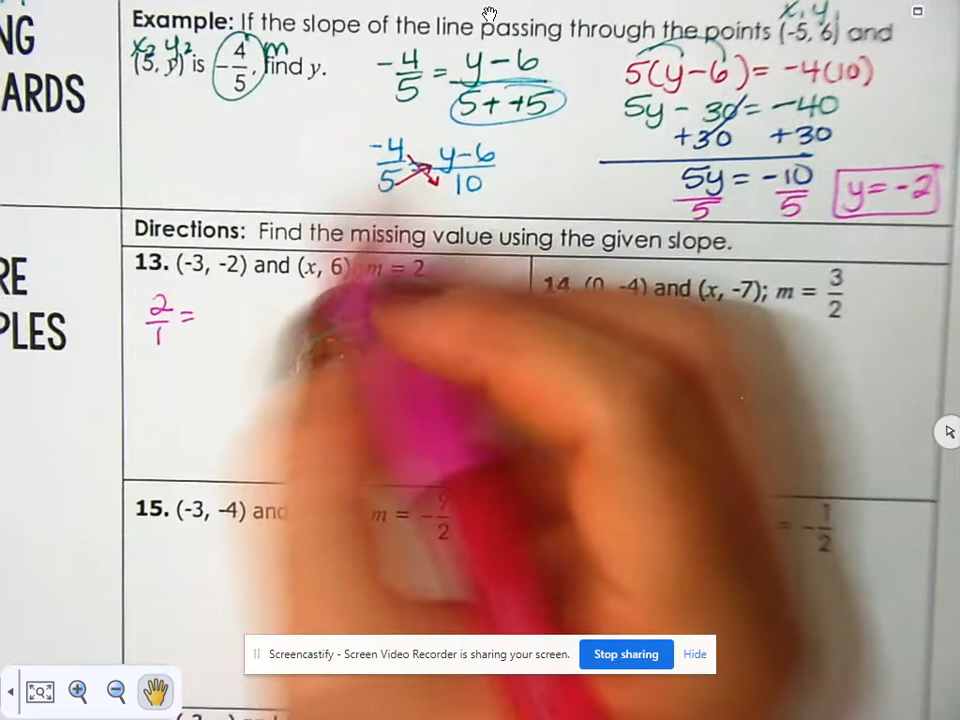 NG
ARDS
Example: If the slope of the line passing through the points (-5, 6) and
x, y,
x₂ y₂ m
(5, y) is -4/5, find y.
-4/5 = y-6/5++5
-4/5 = y-6/10
5(y-6) = -4(10)
5y - 30 = -40
+30 +30
5y = -10
5 5
y = -2
Directions: Find the missing value using the given slope.
RE
PLES
13. (-3, -2) and (x, 6) m = 2
2/1 =
14. (0, -4) and (x, -7); m = 3/2
15. (-3, -4) and m = -9/2
= -1/2
Screencastify - Screen Video Recorder is sharing your screen.
Stop sharing
Hide